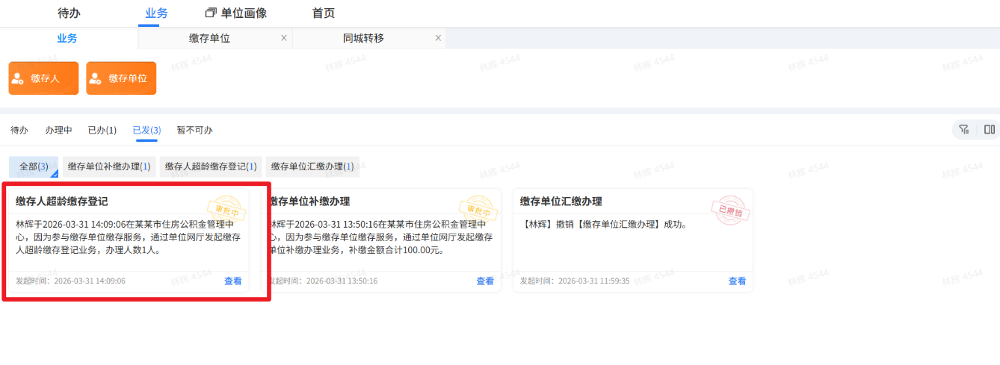 待办
业务
单位画像
首页
业务
缴存单位
同城转移
缴存人
缴存单位
待办
办理中
已办(1)
已发(3)
暂不可办
全部(3)
缴存单位补缴办理(1)
缴存人超龄缴存登记(1)
缴存单位汇缴办理(1)
缴存人超龄缴存登记
审批中
林辉于2026-03-31 14:09:06在某某市住房公积金管理中
心，因为参与缴存单位缴存服务，通过单位网厅发起缴存
人超龄缴存登记业务，办理人数1人。
发起时间：2026-03-31 14:09:06
查看
缴存单位补缴办理
审批中
林辉于2026-03-31 13:50:16在某某市住房公积金管理中
心，因为参与缴存单位缴存服务，通过单位网厅发起缴存
单位补缴办理业务，补缴金额合计100.00元。
发起时间：2026-03-31 13:50:16
查看
缴存单位汇缴办理
已撤销
【林辉】撤销【缴存单位汇缴办理】成功。
发起时间：2026-03-31 11:59:35
查看
林辉 4544